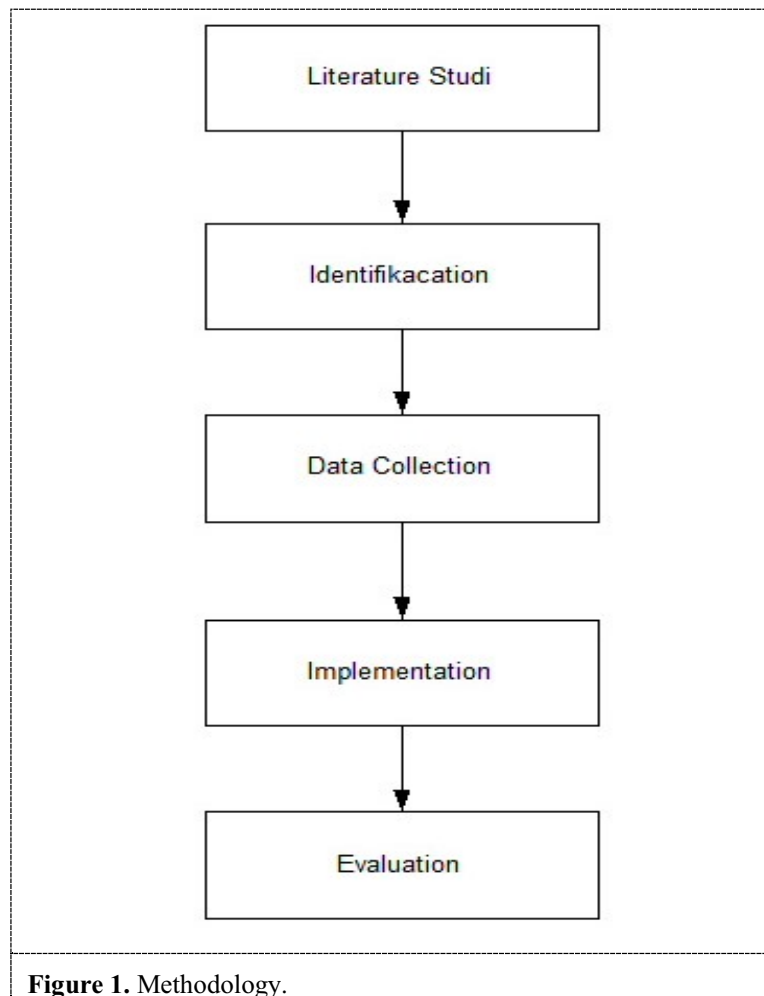 Literature Studi
Identifikacation
Data Collection
Implementation
Evaluation
Figure 1. Methodology.